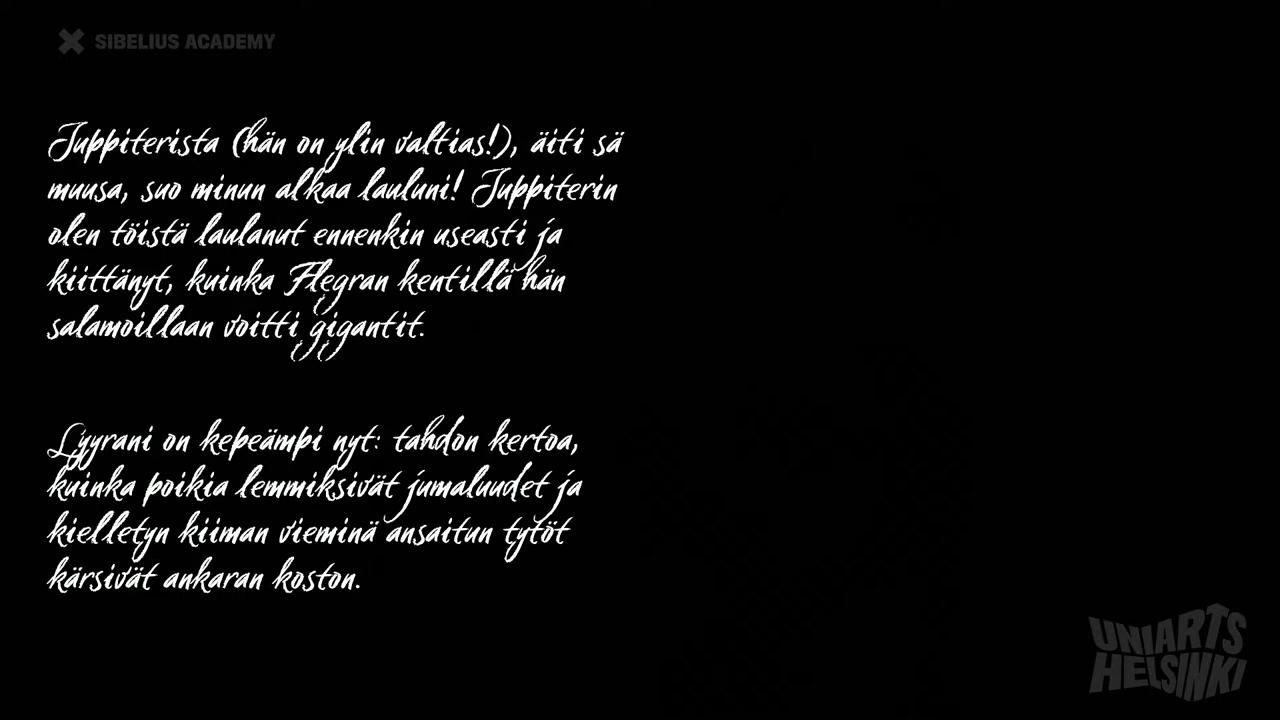 SIBELIUS ACADEMY
Juppiterista (hän on ylin valtias!), äiti sä
muusa, suo minun alkaa lauluni! Juppiterin
olen töistä laulanut ennenkin useasti ja
kiittänyt, kuinka Flegran kentillä hän
salamoillaan voitti gigantit.
Lyyrani on kepeämpi nyt: tahdon kertoa,
kuinka poikia lemmiksivät jumaluudet ja
kielletyn kiiman vieminä ansaitun tytöt
kärsivät ankaran koston.
UNIARTS
HELSINKI